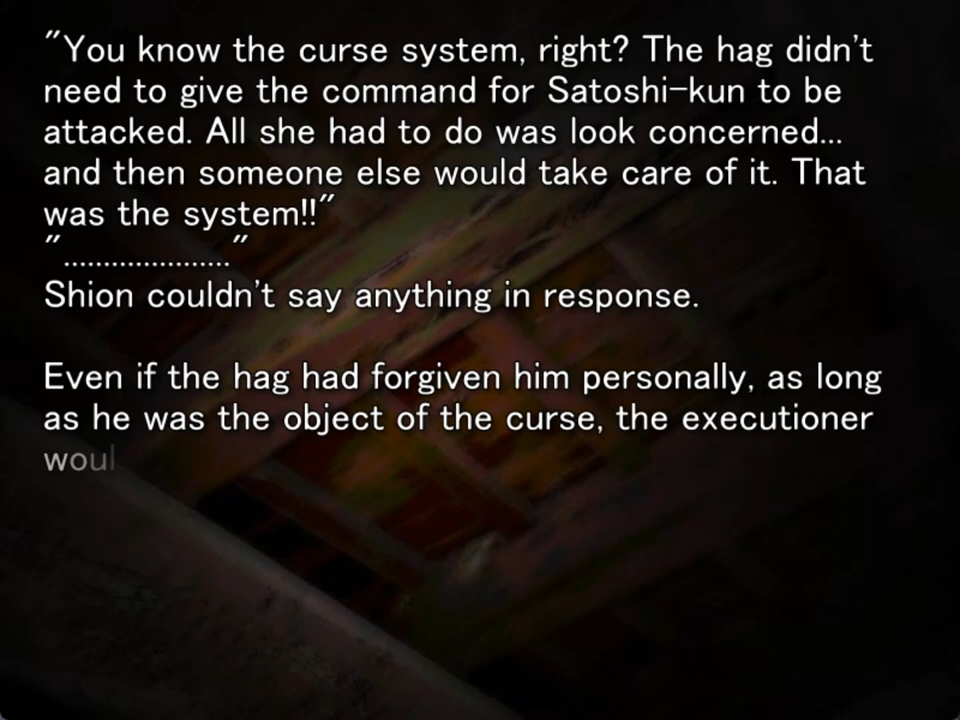 "You know the curse system, right? The hag didn't
need to give the command for Satoshi-kun to be
attacked. All she had to do was look concerned...
and then someone else would take care of it. That
was the system!!"
"....................."
Shion couldn't say anything in response.
Even if the hag had forgiven him personally, as long
as he was the object of the curse, the executioner
woul